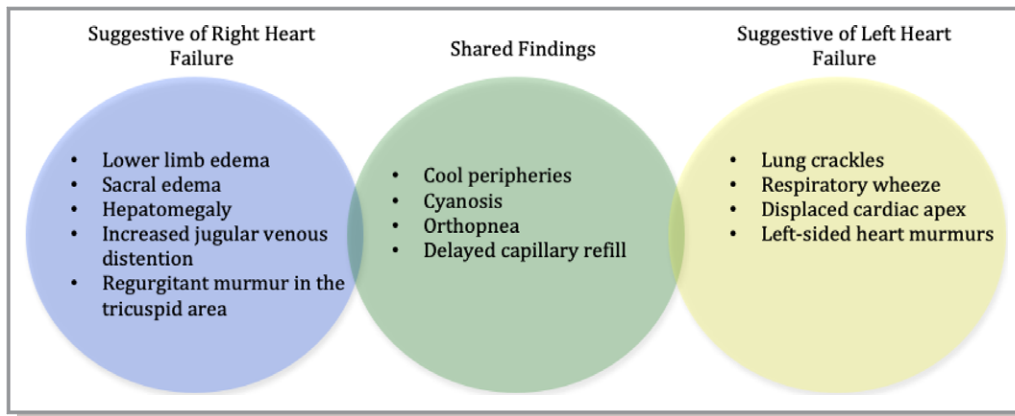 Suggestive of Right Heart
Failure
Shared Findings
Suggestive of Left Heart
Failure
• Lower limb edema
• Sacral edema
• Hepatomegaly
• Increased jugular venous
distention
• Regurgitant murmur in the
tricuspid area
• Cool peripheries
• Cyanosis
• Orthopnea
• Delayed capillary refill
• Lung crackles
• Respiratory wheeze
• Displaced cardiac apex
• Left-sided heart murmurs